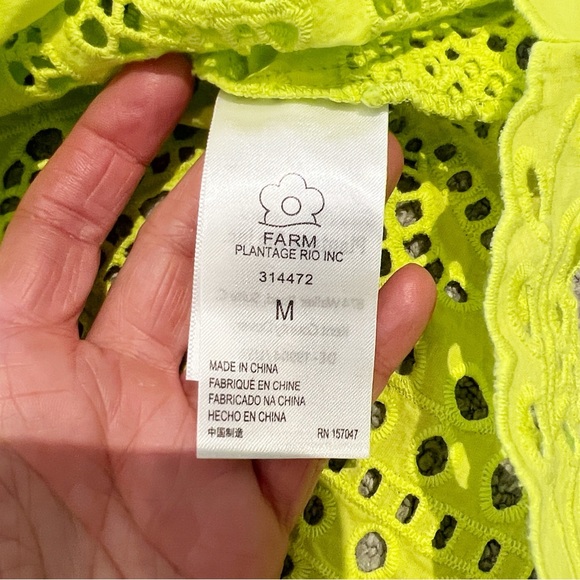 FARM
PLANTAGE RIO INC
314472
M
MADE IN CHINA
FABRIQUÉ EN CHINE
FABRICADO NA CHINA
HECHO EN CHINA
中国制造 RN 157047